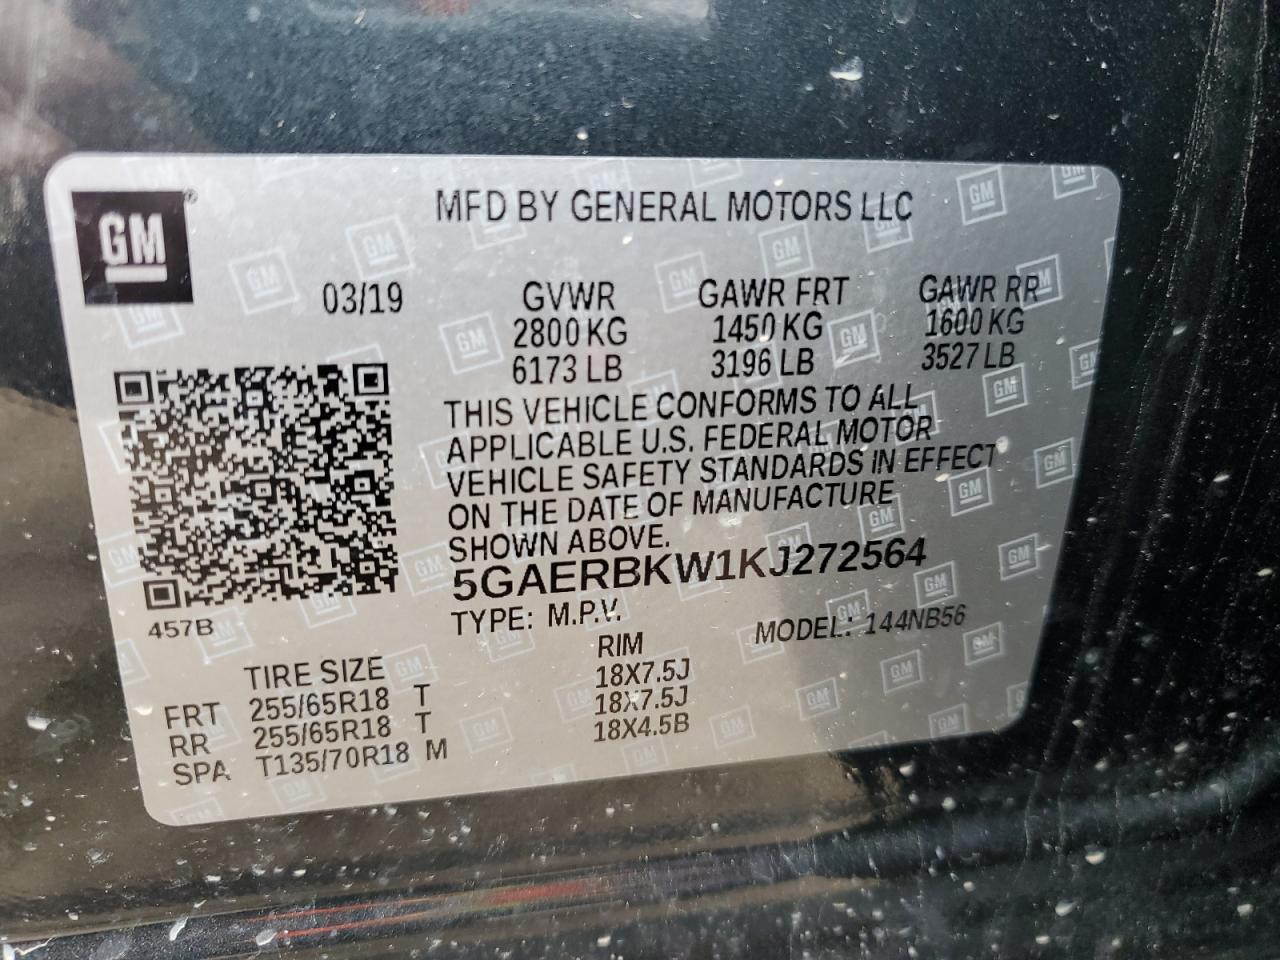 GM
MFD BY GENERAL MOTORS LLC
03/19 GVWR GAWR FRT GAWR RR
2800 KG 1450 KG 1600 KG
6173 LB 3196 LB 3527 LB
THIS VEHICLE CONFORMS TO ALL
APPLICABLE U.S. FEDERAL MOTOR
VEHICLE SAFETY STANDARDS IN EFFECT
ON THE DATE OF MANUFACTURE
SHOWN ABOVE.
5GAERBKW1KJ272564
457B
TYPE: M.P.V. MODEL: 144NB56
TIRE SIZE RIM
FRT 255/65R18 T 18X7.5J
RR 255/65R18 T 18X7.5J
SPA T135/70R18 M 18X4.5B